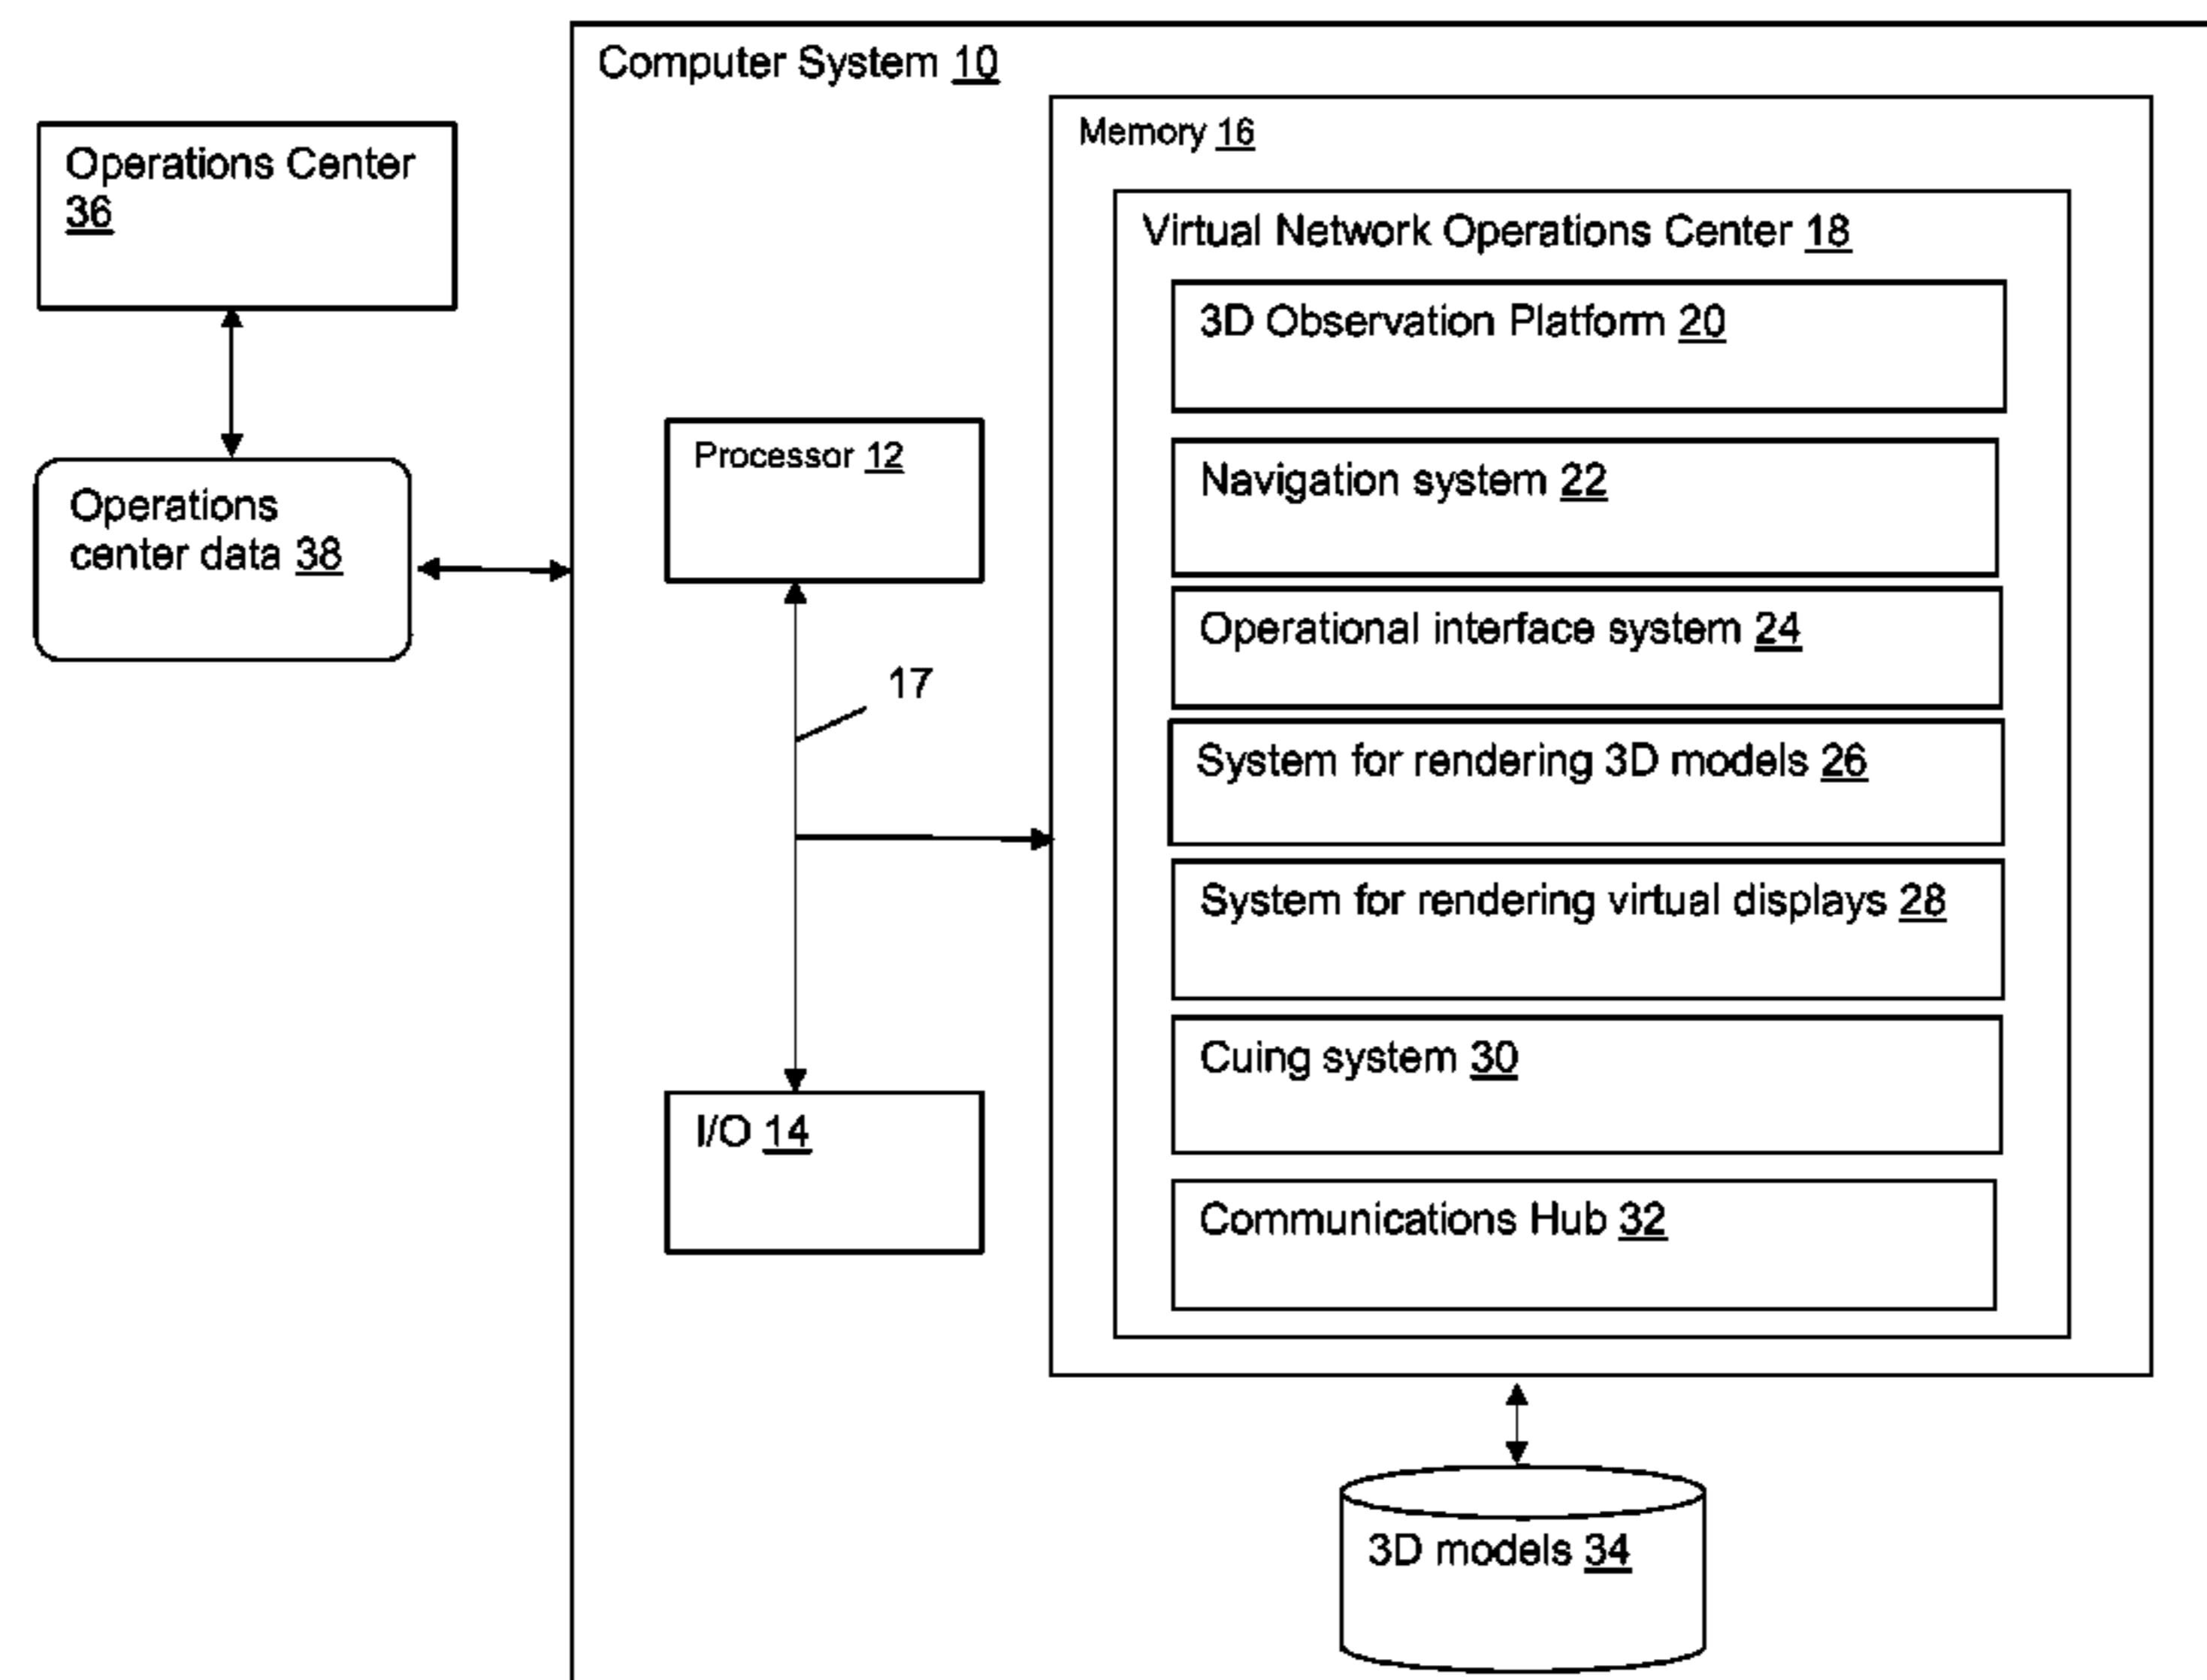 Computer System 10
Operations Center
36
Memory 16
Virtual Network Operations Center 18
3D Observation Platform 20
Processor 12
Navigation system 22
Operations
center data 38
Operational interface system 24
17
System for rendering 3D models 26
System for rendering virtual displays 28
Cuing system 30
I/O 14
Communications Hub 32
3D models 34